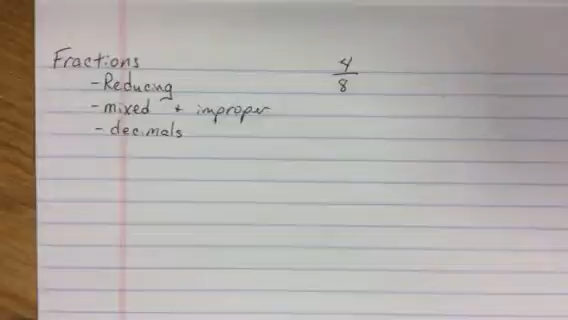 Fractions
- Reducing
- mixed + improper
- decimals
4
8